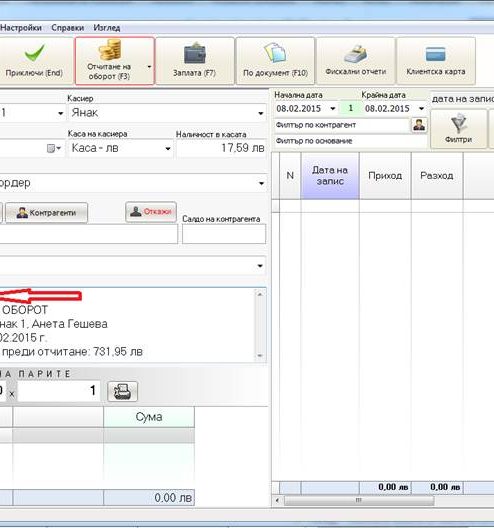 Настройки Справки Изглед
Приключи (End)
Отчитане на оборот (F3)
Заплата (F7)
По документ (F10)
Фискални отчети
Клиентска карта
Касиер
1 Янак
Каса на касиера
Наличност в касата
Каса - лв
17,59 лв
ордер
Контрагенти
Откажи
Салдо на контрагента
ОБОРОТ
нак 1, Анета Гешева
02.2015 г.
преди отчитане: 731,95 лв
НА ПАРИТЕ
0 x 1
Сума
0.00 лв
Начална дата
Крайна дата
дата на запис
08.02.2015
1
08.02.2015
Филтър по контрагент
Филтър по основание
Филтри
N
Дата на запис
Приход
Разход
0,00 лв
0,00 лв